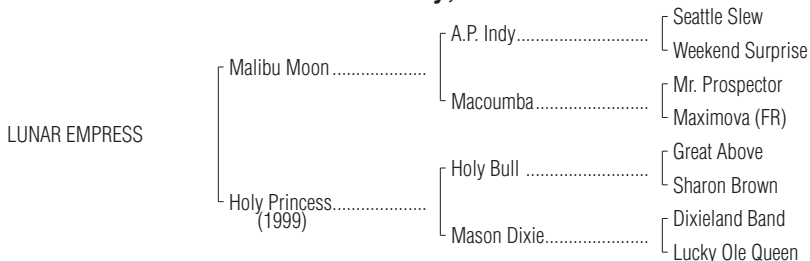 LUNAR EMPRESS
Malibu Moon ....................
Holy Princess....................
(1999)
A.P. Indy............................
Macoumba........................
Holy Bull ..........................
Mason Dixie......................
Seattle Slew
Weekend Surprise
Mr. Prospector
Maximova (FR)
Great Above
Sharon Brown
Dixieland Band
Lucky Ole Queen